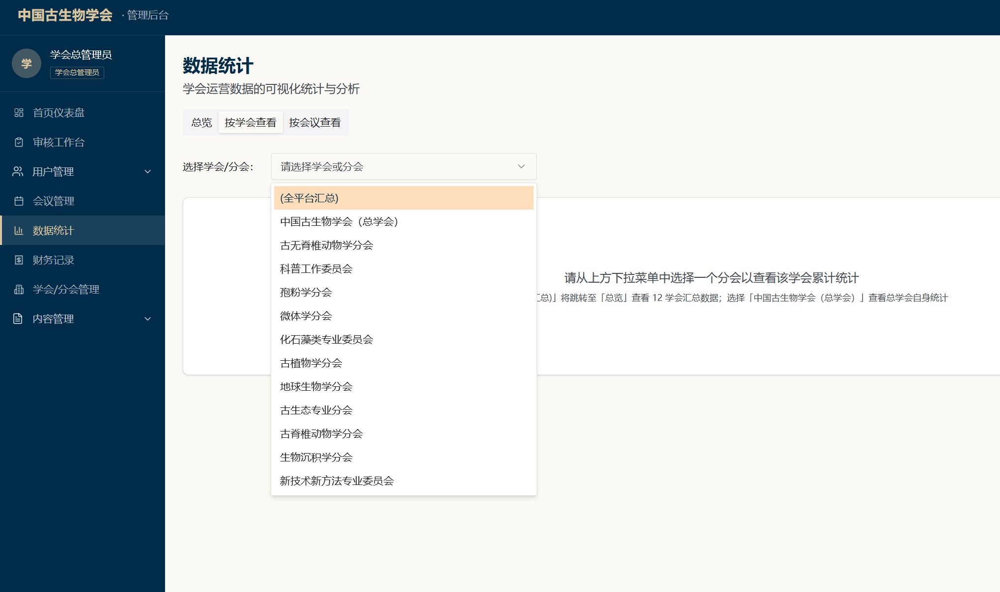 中国古生物学会 · 管理后台
学
学会总管理员
学会总管理员
首页仪表盘
审核工作台
用户管理
会议管理
数据统计
财务记录
学会/分会管理
内容管理
数据统计
学会运营数据的可视化统计与分析
总览 按学会查看 按会议查看
选择学会/分会： 请选择学会或分会
(全平台汇总)
中国古生物学会（总学会）
古无脊椎动物学分会
科普工作委员会
孢粉学分会
微体学分会
化石藻类专业委员会
古植物学分会
地球生物学分会
古生态专业分会
古脊椎动物学分会
生物沉积学分会
新技术新方法专业委员会
请从上方下拉菜单中选择一个分会以查看该学会累计统计
汇总)」将跳转至「总览」查看 12 学会汇总数据；选择「中国古生物学会（总学会）」查看总学会自身统计